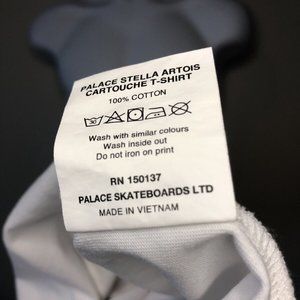 PALACE STELLA ARTOIS
CARTOUCHE T-SHIRT
100% COTTON
Wash with similar colours
Wash inside out
Do not iron on print
RN 150137
PALACE SKATEBOARDS LTD
MADE IN VIETNAM